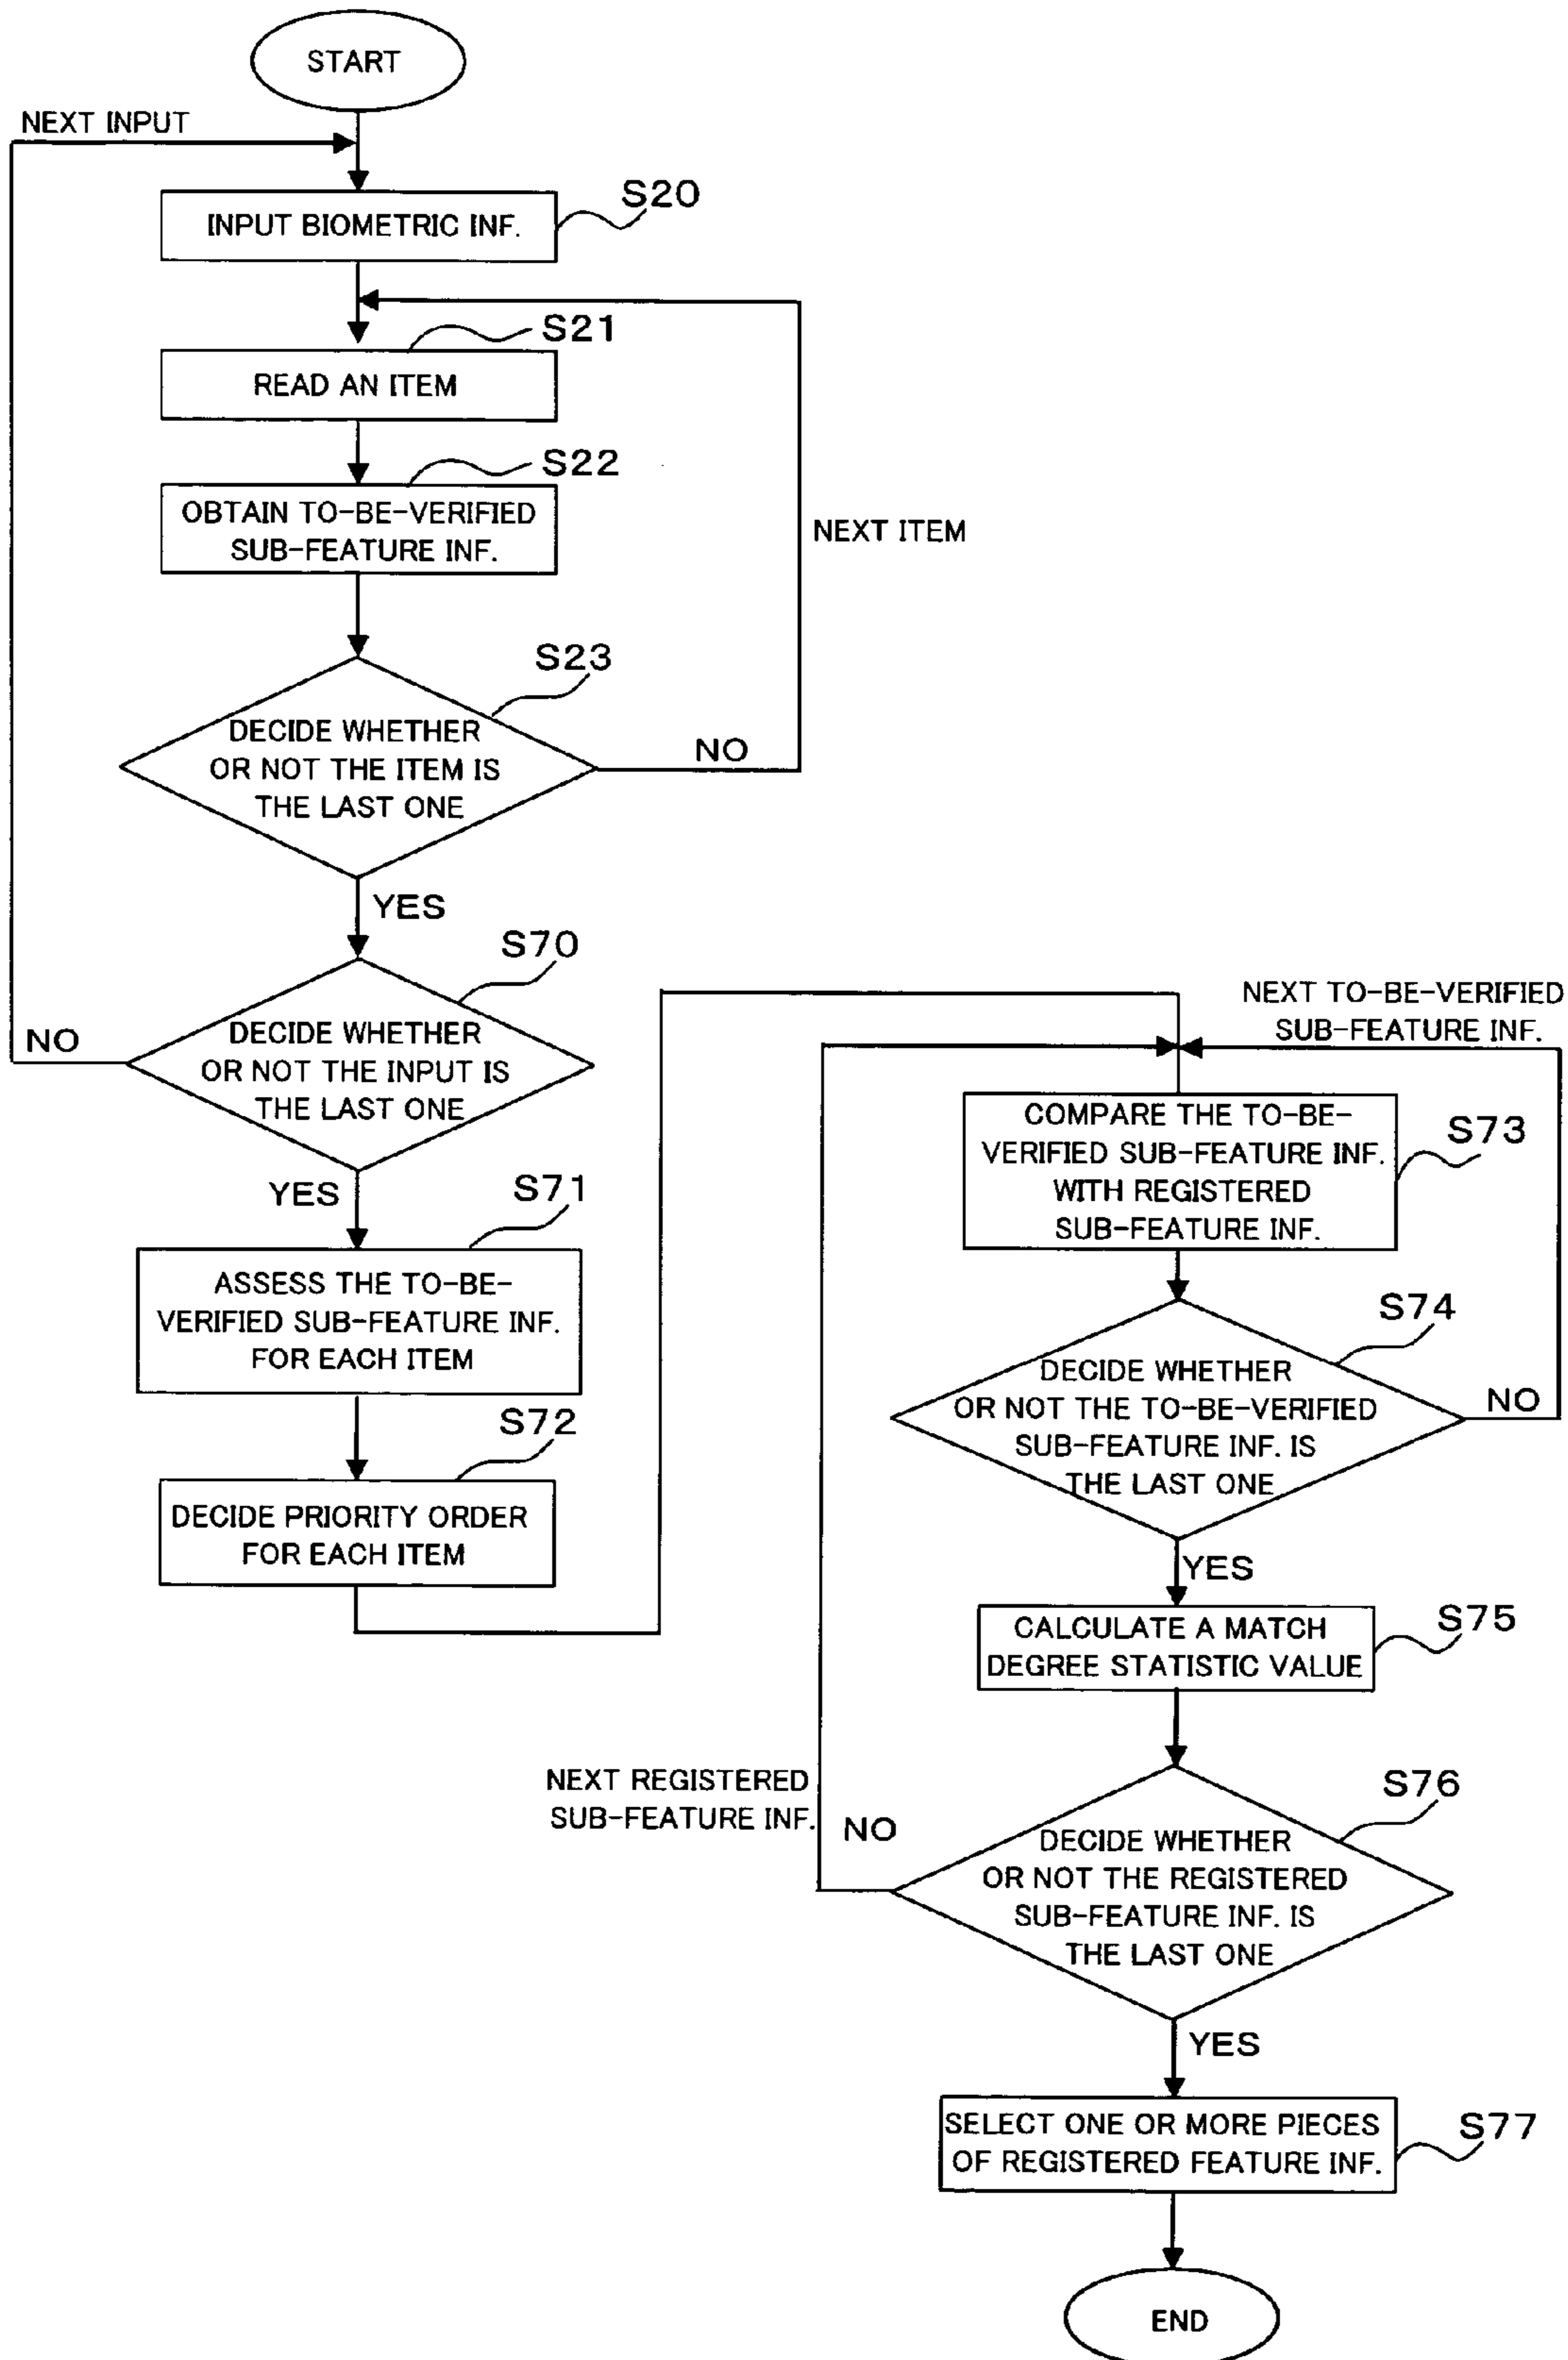 START
NEXT INPUT
S20
INPUT BIOMETRIC INF.
S21
READ AN ITEM
S22
OBTAIN TO-BE-VERIFIED
SUB-FEATURE INF.
NEXT ITEM
S23
DECIDE WHETHER
OR NOT THE ITEM IS
THE LAST ONE
NO
YES
S70
DECIDE WHETHER
OR NOT THE INPUT IS
THE LAST ONE
NO
YES
S71
ASSESS THE TO-BE-
VERIFIED SUB-FEATURE INF.
FOR EACH ITEM
S72
DECIDE PRIORITY ORDER
FOR EACH ITEM
NEXT TO-BE-VERIFIED
SUB-FEATURE INF.
COMPARE THE TO-BE-
VERIFIED SUB-FEATURE INF.
WITH REGISTERED
SUB-FEATURE INF.
S73
S74
DECIDE WHETHER
OR NOT THE TO-BE-VERIFIED
SUB-FEATURE INF. IS
THE LAST ONE
NO
YES
S75
CALCULATE A MATCH
DEGREE STATISTIC VALUE
NEXT REGISTERED
SUB-FEATURE INF.
NO
S76
DECIDE WHETHER
OR NOT THE REGISTERED
SUB-FEATURE INF. IS
THE LAST ONE
YES
SELECT ONE OR MORE PIECES
OF REGISTERED FEATURE INF.
S77
END